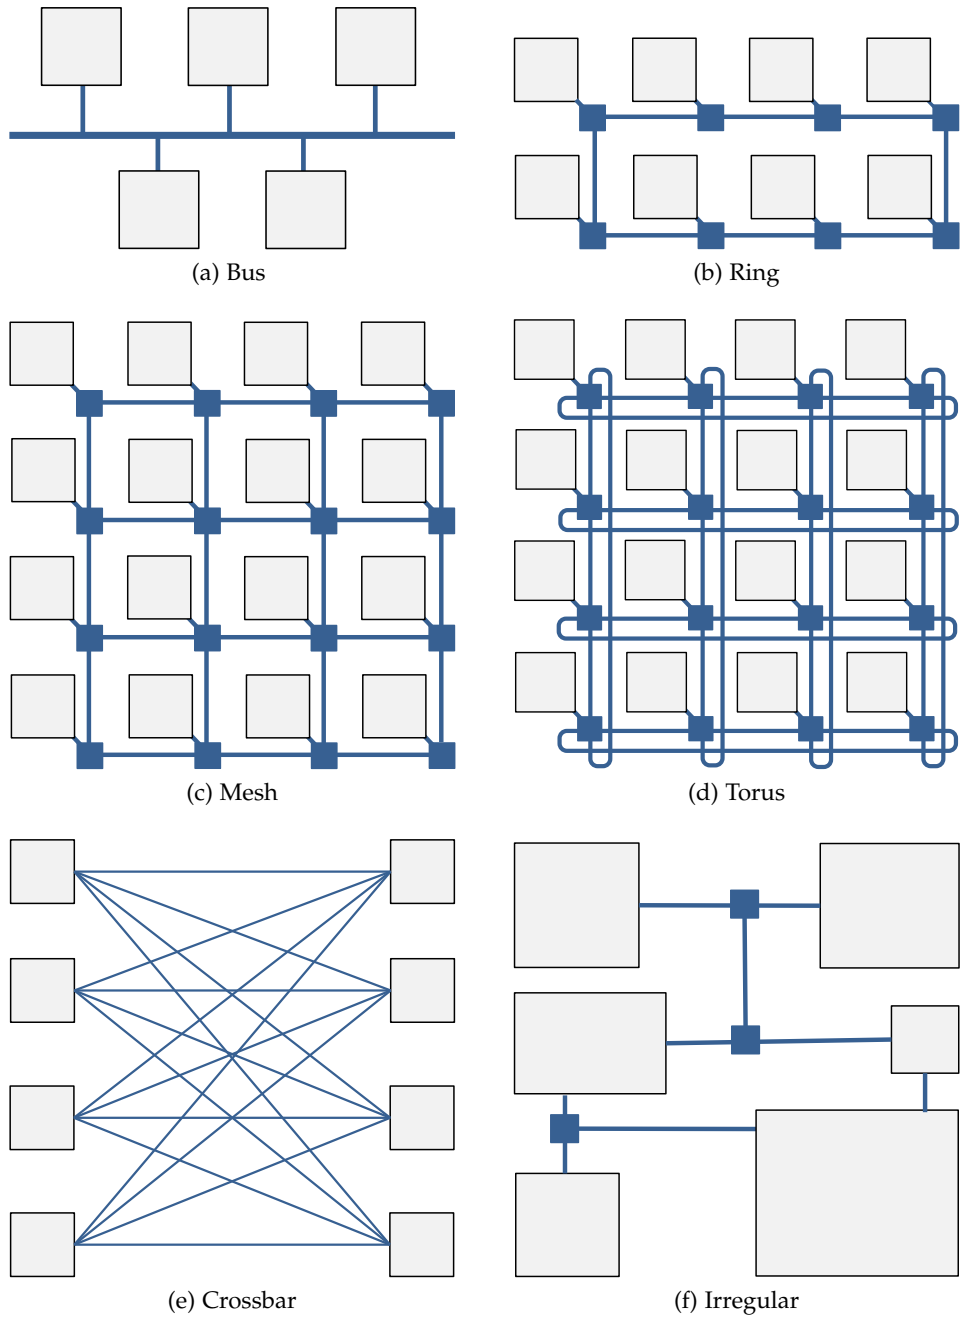 (a) Bus
(b) Ring
(c) Mesh
(d) Torus
(e) Crossbar
(f) Irregular